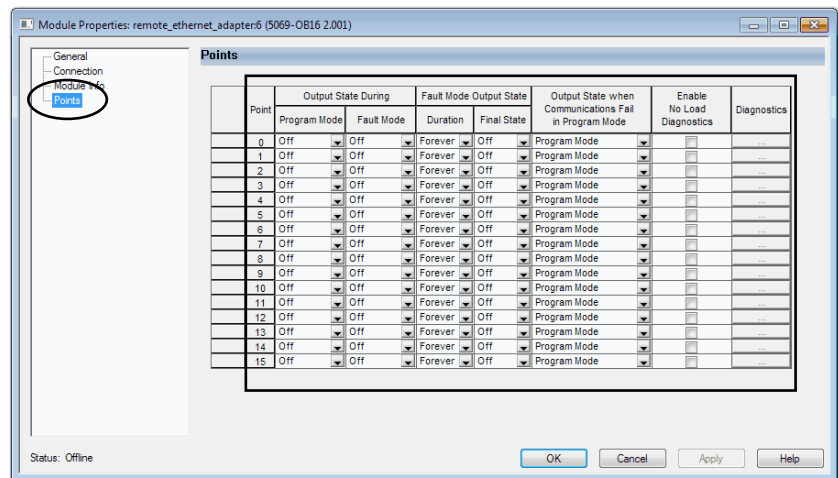 Module Properties: remote_ethernet_adapter:6 (5069-OB16 2.001)
General
Connection
Module Info
Points
Points
Point
Output State During
Program Mode
Fault Mode
Fault Mode Output State
Duration
Final State
Output State when
Communications Fail
in Program Mode
Enable
No Load
Diagnostics
Diagnostics
0 Off Off Forever Off Program Mode ...
1 Off Off Forever Off Program Mode ...
2 Off Off Forever Off Program Mode ...
3 Off Off Forever Off Program Mode ...
4 Off Off Forever Off Program Mode ...
5 Off Off Forever Off Program Mode ...
6 Off Off Forever Off Program Mode ...
7 Off Off Forever Off Program Mode ...
8 Off Off Forever Off Program Mode ...
9 Off Off Forever Off Program Mode ...
10 Off Off Forever Off Program Mode ...
11 Off Off Forever Off Program Mode ...
12 Off Off Forever Off Program Mode ...
13 Off Off Forever Off Program Mode ...
14 Off Off Forever Off Program Mode ...
15 Off Off Forever Off Program Mode ...
Status: Offline
OK
Cancel
Apply
Help